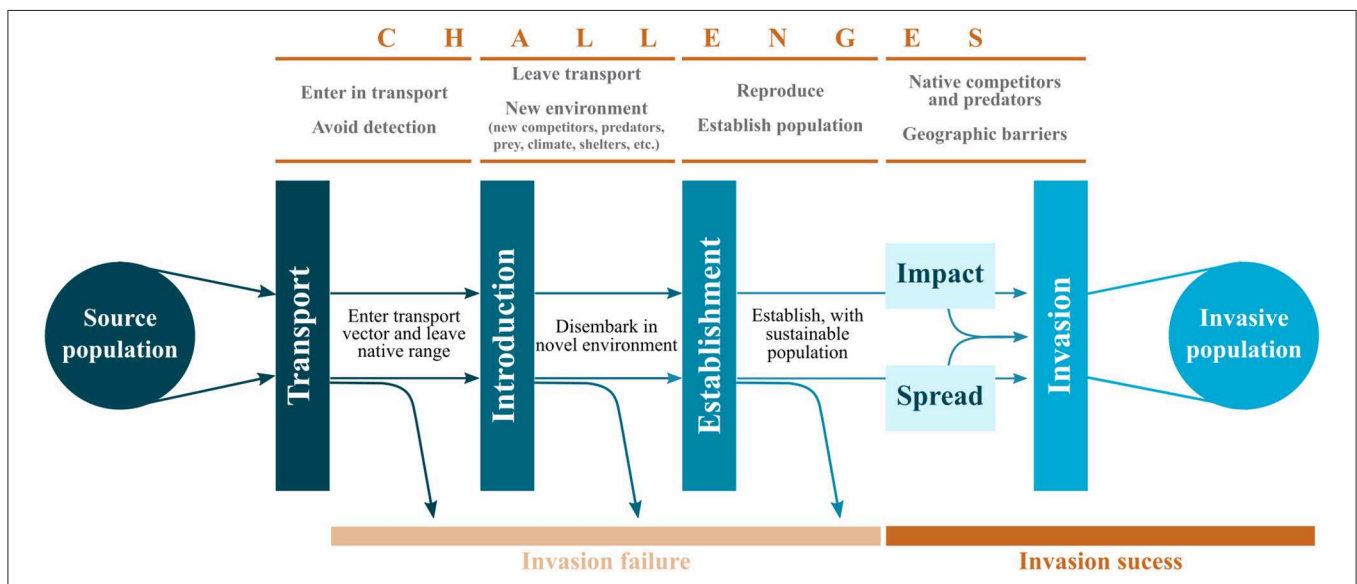 CHALLENGES
Enter in transport
Avoid detection
Leave transport
New environment
(new competitors, predators,
prey, climate, shelters, etc.)
Reproduce
Establish population
Native competitors
and predators
Geographic barriers
Source
population
Transport
Enter transport
vector and leave
native range
Introduction
Disembark in
novel environment
Establishment
Establish, with
sustainable
population
Impact
Spread
Invasion
Invasive
population
Invasion failure
Invasion sucess